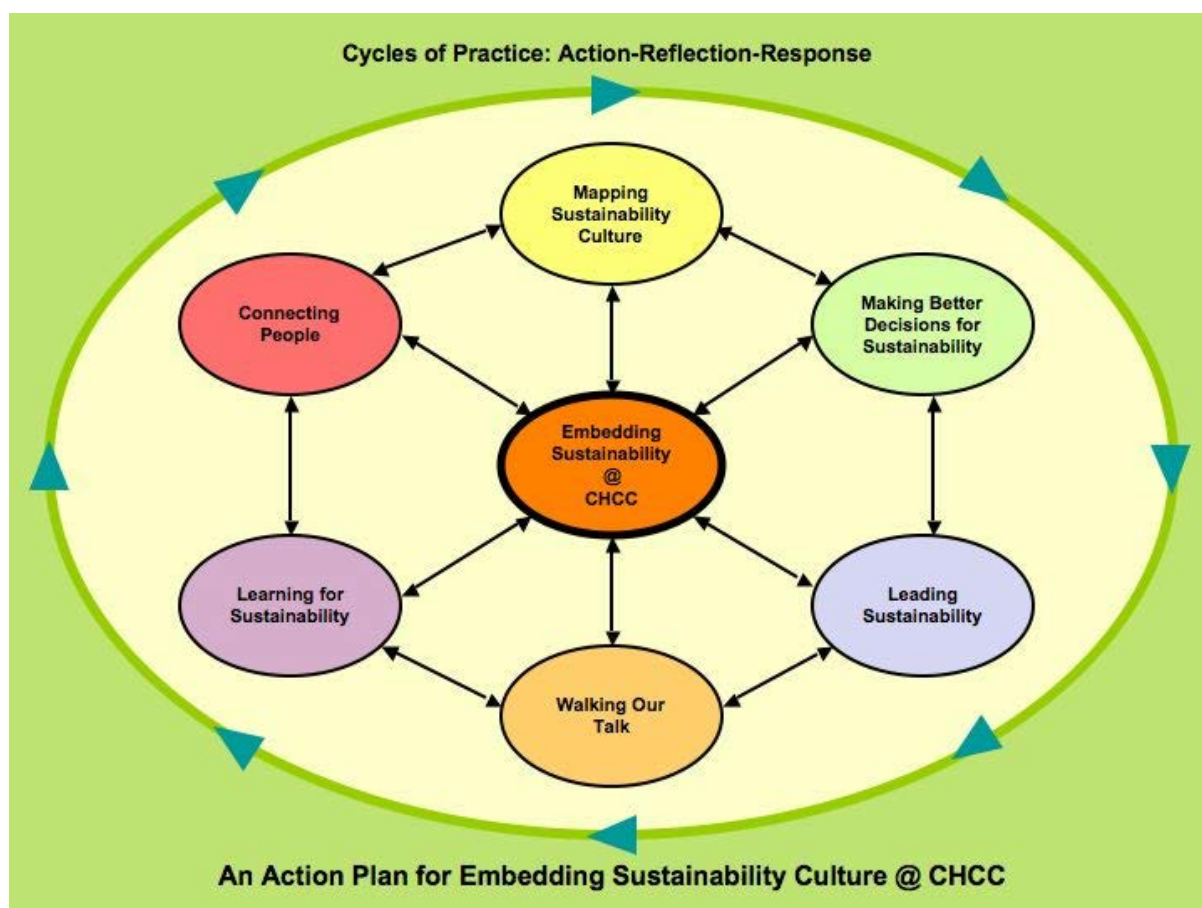 Cycles of Practice: Action-Reflection-Response
Mapping
Sustainability
Culture
Connecting
People
Making Better
Decisions for
Sustainability
Embedding
Sustainability
@
CHCC
Learning for
Sustainability
Leading
Sustainability
Walking Our
Talk
An Action Plan for Embedding Sustainability Culture @ CHCC